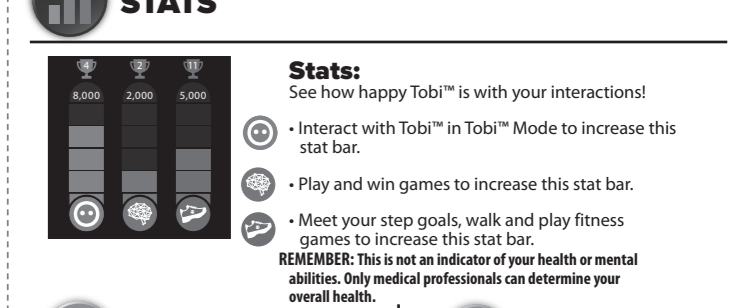 STATS
4 2 11
8,000 2,000 5,000
Stats:
See how happy Tobi™ is with your interactions!
• Interact with Tobi™ in Tobi™ Mode to increase this
stat bar.
• Play and win games to increase this stat bar.
• Meet your step goals, walk and play fitness
games to increase this stat bar.
REMEMBER: This is not an indicator of your health or mental
abilities. Only medical professionals can determine your
overall health.